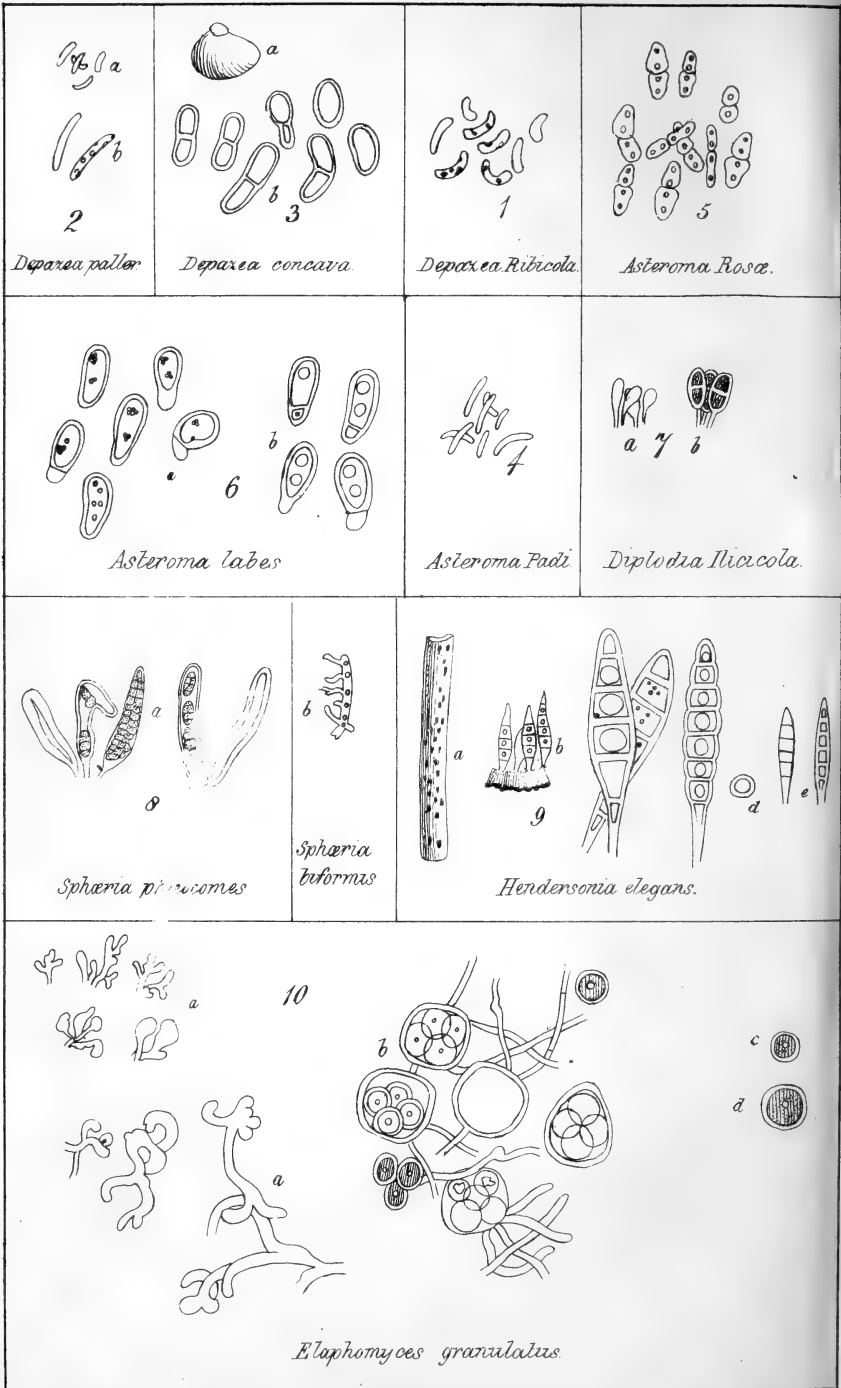 a
b
2
Depazea pallor.
a
b
3
Depazea concava.
1
Depazea Ribicola.
5
Asteroma Rosæ.
a
b
6
Asteroma labes
4
Asteroma Padi.
a 7 b
Diplodia Ilicicola.
a
8
Sphæria
b
Sphæria
biformis
a
b
9
d
e
Hendersonia elegans.
a
10
b
c
d
a
Elaphomyces granulatus.